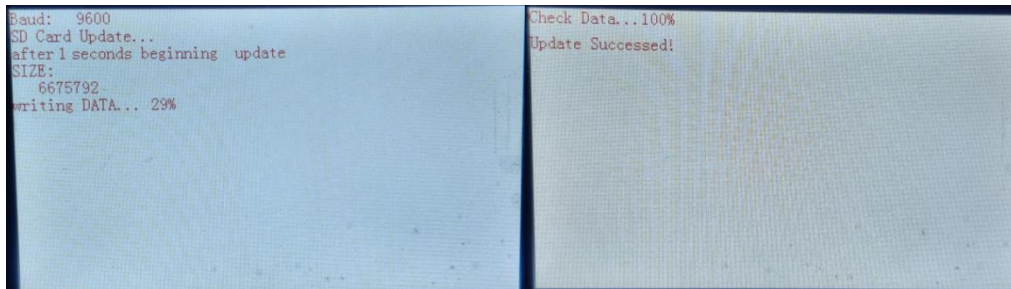 Baud: 9600
SD Card Update...
after 1 seconds beginning update
SIZE:
6675792
writing DATA... 29%
Check Data...100%
Update Successed!